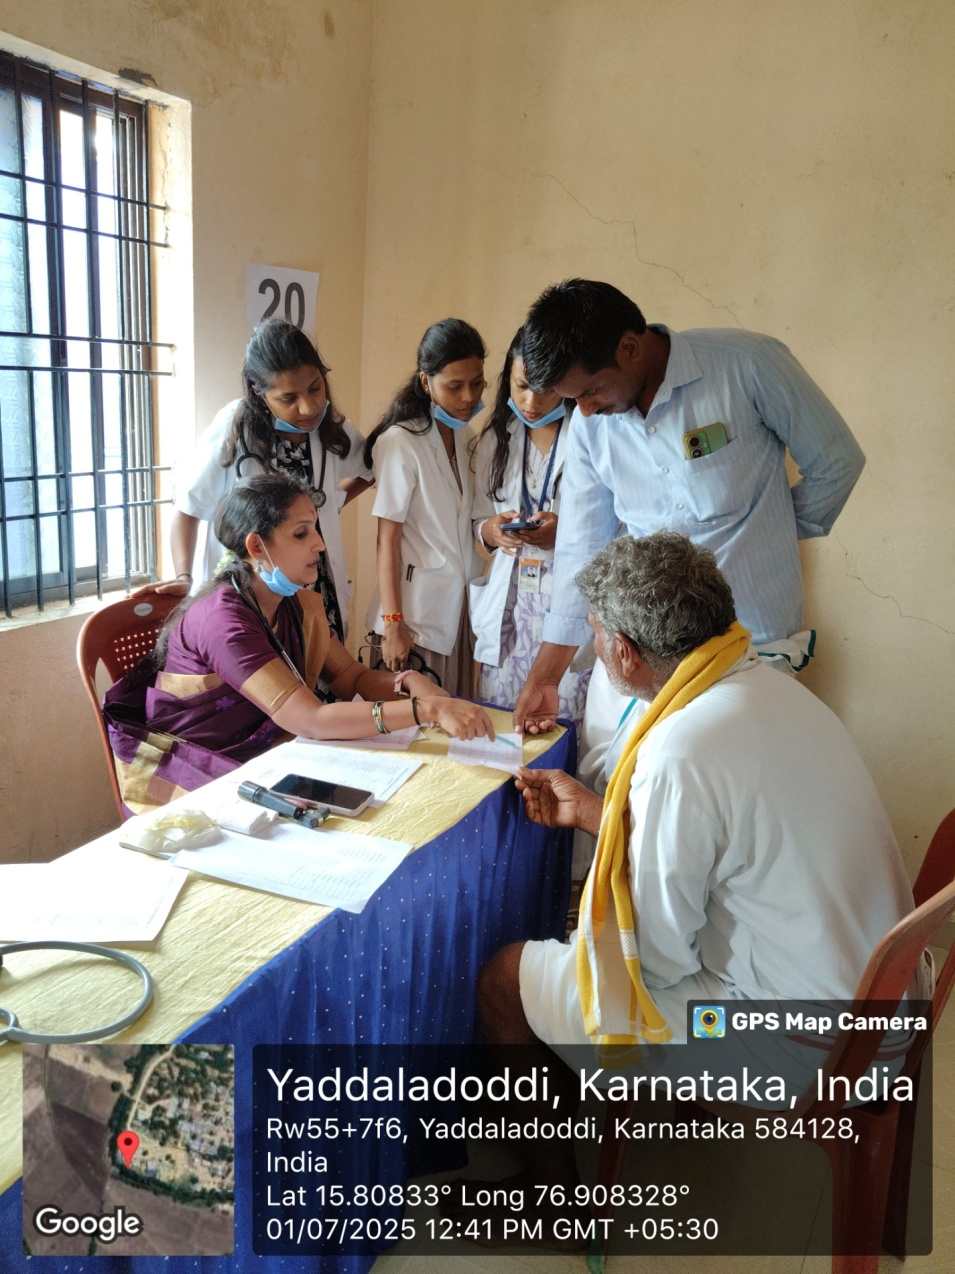 20
GPS Map Camera
Yaddaladoddi, Karnataka, India
Rw55+7f6, Yaddaladoddi, Karnataka 584128,
India
Lat 15.80833° Long 76.908328°
01/07/2025 12:41 PM GMT +05:30
Google